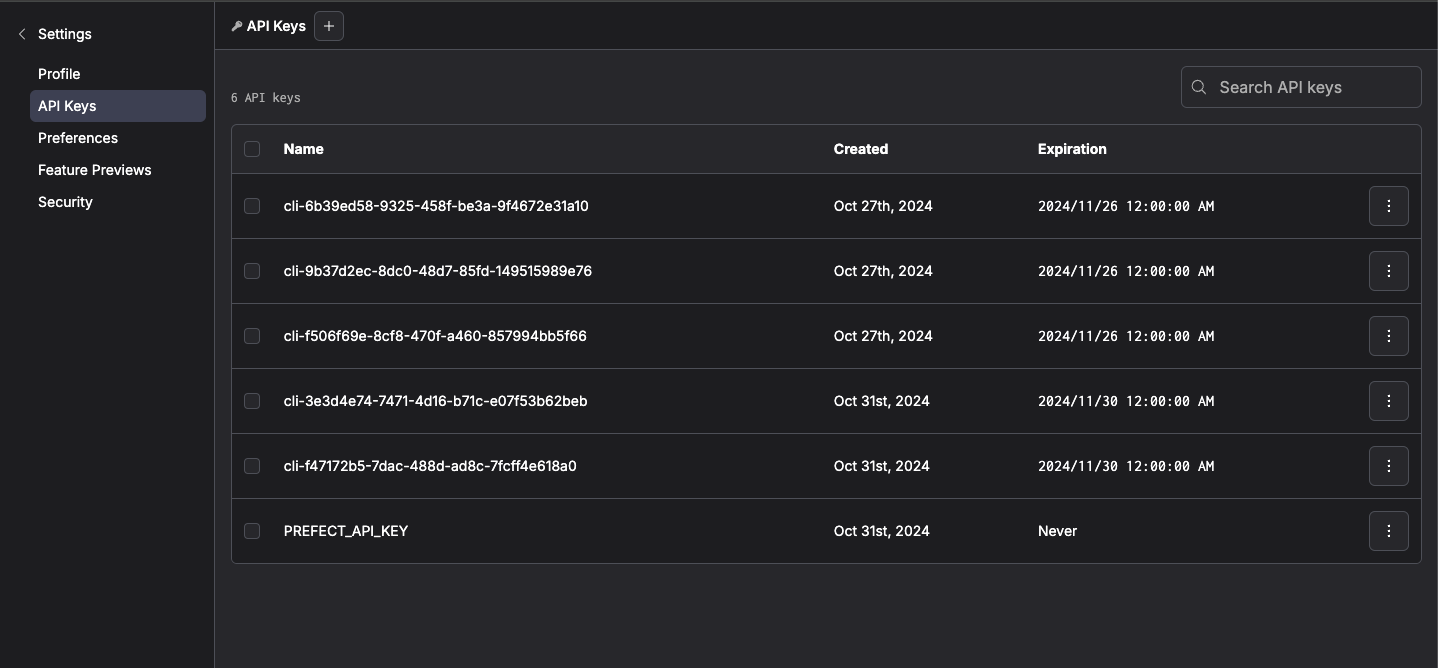 Settings
Profile
API Keys
Preferences
Feature Previews
Security
API Keys
6 API keys
Search API keys
Name Created Expiration
cli-6b39ed58-9325-458f-be3a-9f4672e31a10 Oct 27th, 2024 2024/11/26 12:00:00 AM
cli-9b37d2ec-8dc0-48d7-85fd-149515989e76 Oct 27th, 2024 2024/11/26 12:00:00 AM
cli-f506f69e-8cf8-470f-a460-857994bb5f66 Oct 27th, 2024 2024/11/26 12:00:00 AM
cli-3e3d4e74-7471-4d16-b71c-e07f53b62beb Oct 31st, 2024 2024/11/30 12:00:00 AM
cli-f47172b5-7dac-488d-ad8c-7fcff4e618a0 Oct 31st, 2024 2024/11/30 12:00:00 AM
PREFECT_API_KEY Oct 31st, 2024 Never